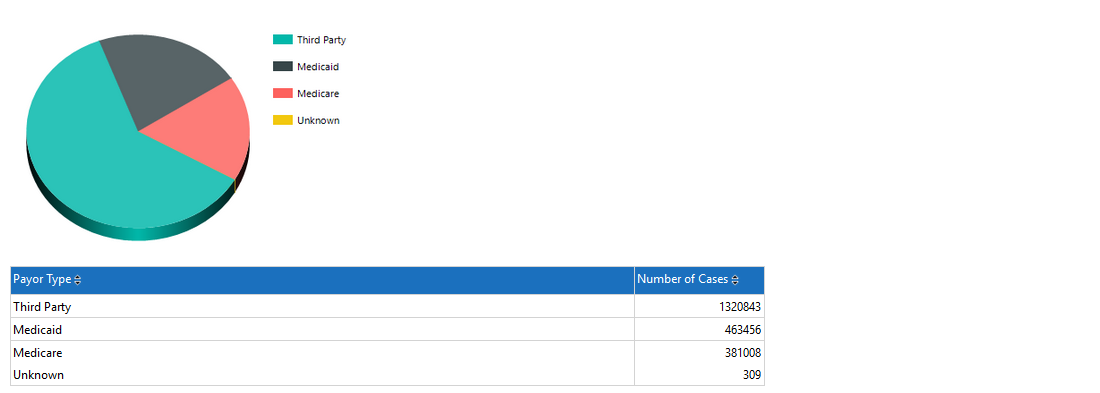 Third Party
Medicaid
Medicare
Unknown
Payor Type Number of Cases
Third Party 1320843
Medicaid 463456
Medicare 381008
Unknown 309